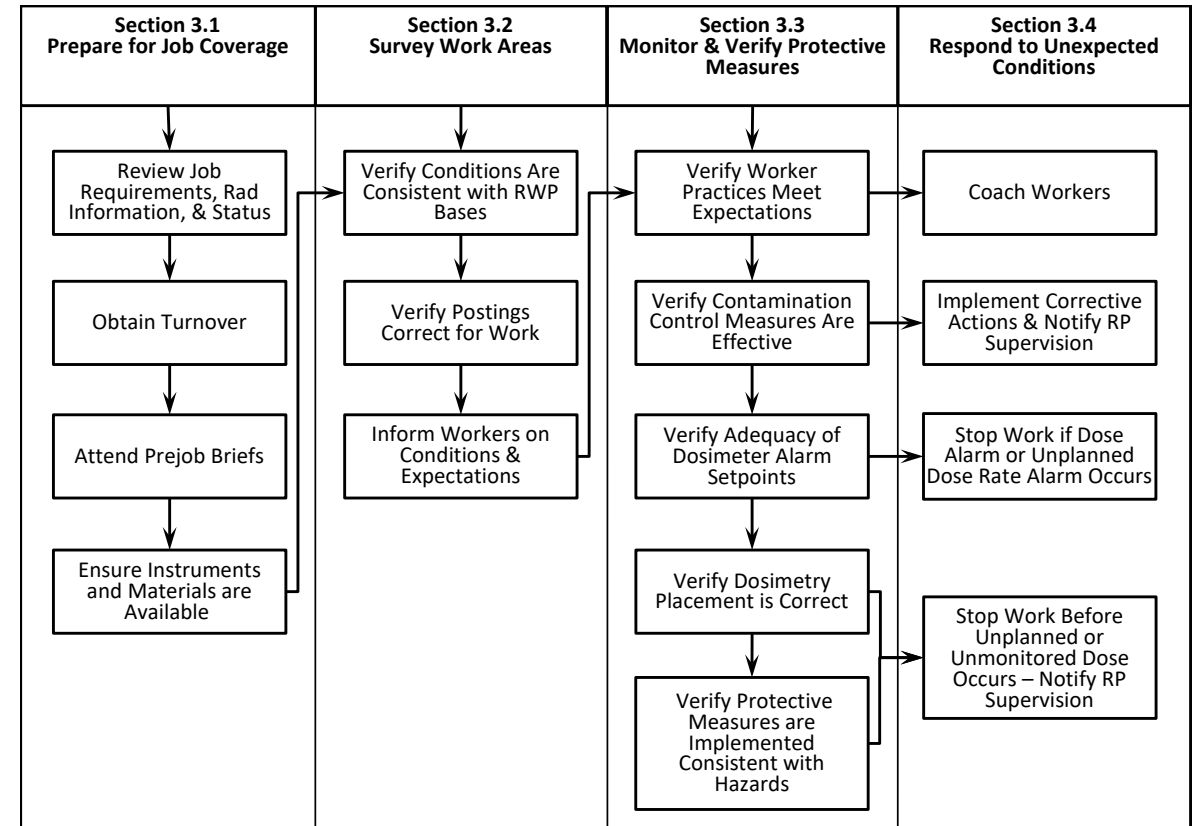 Section 3.1
Prepare for Job Coverage
Section 3.2
Survey Work Areas
Section 3.3
Monitor & Verify Protective
Measures
Section 3.4
Respond to Unexpected
Conditions
Review Job
Requirements, Rad
Information, & Status
Obtain Turnover
Attend Prejob Briefs
Ensure Instruments
and Materials are
Available
Verify Conditions Are
Consistent with RWP
Bases
Verify Postings
Correct for Work
Inform Workers on
Conditions &
Expectations
Verify Worker
Practices Meet
Expectations
Verify Contamination
Control Measures Are
Effective
Verify Adequacy of
Dosimeter Alarm
Setpoints
Verify Dosimetry
Placement is Correct
Verify Protective
Measures are
Implemented
Consistent with
Hazards
Coach Workers
Implement Corrective
Actions & Notify RP
Supervision
Stop Work if Dose
Alarm or Unplanned
Dose Rate Alarm Occurs
Stop Work Before
Unplanned or
Unmonitored Dose
Occurs – Notify RP
Supervision